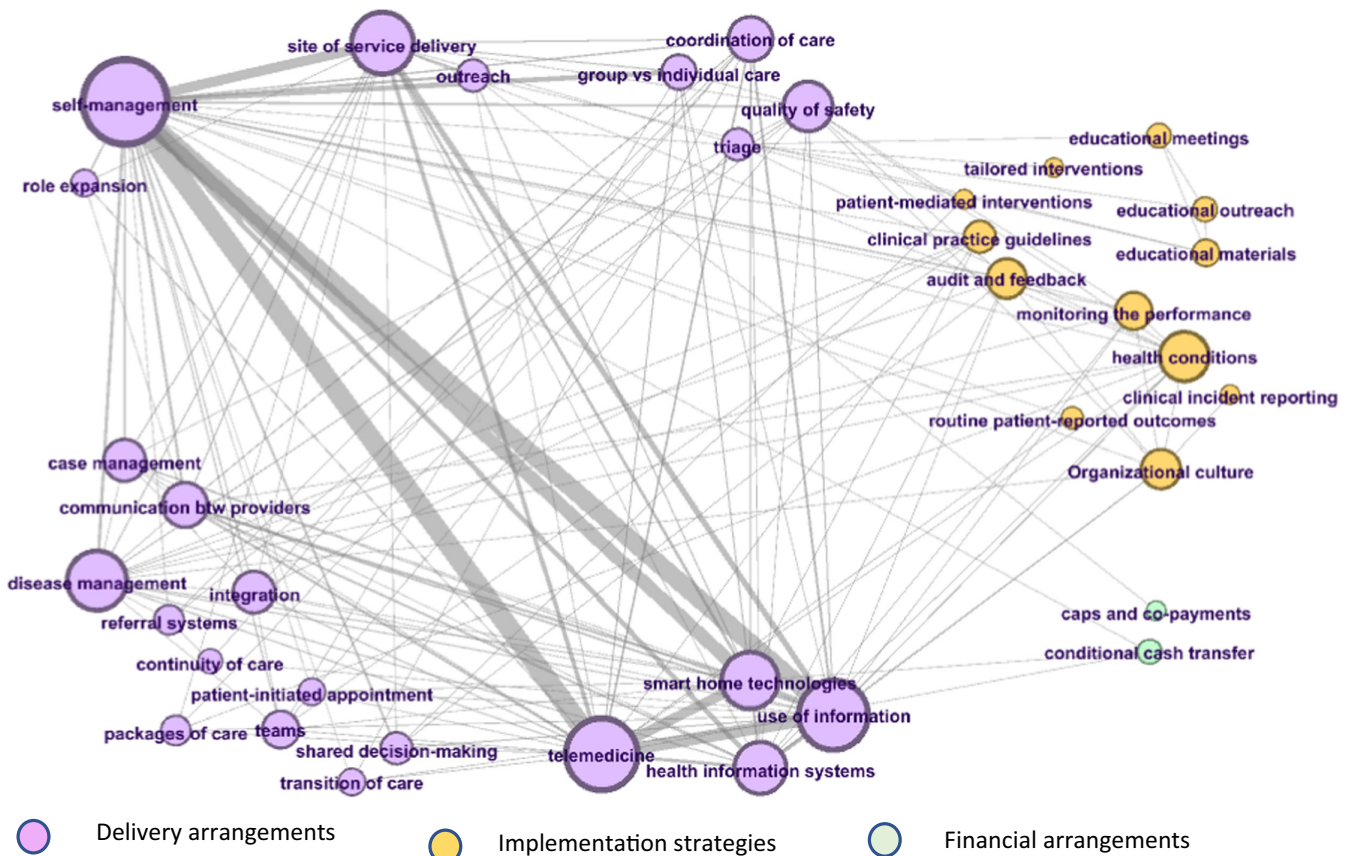 site of service delivery
coordination of care
outreach
group vs individual care
self-management
quality of safety
triage
educational meetings
tailored interventions
role expansion
patient-mediated interventions
educational outreach
clinical practice guidelines
educational materials
audit and feedback
monitoring the performance
health conditions
clinical incident reporting
routine patient-reported outcomes
case management
Organizational culture
communication btw providers
disease management
integration
caps and co-payments
referral systems
conditional cash transfer
continuity of care
smart home technologies
patient-initiated appointment
use of information
packages of care
teams
shared decision-making
telemedicine
health information systems
transition of care
Delivery arrangements
Implementation strategies
Financial arrangements